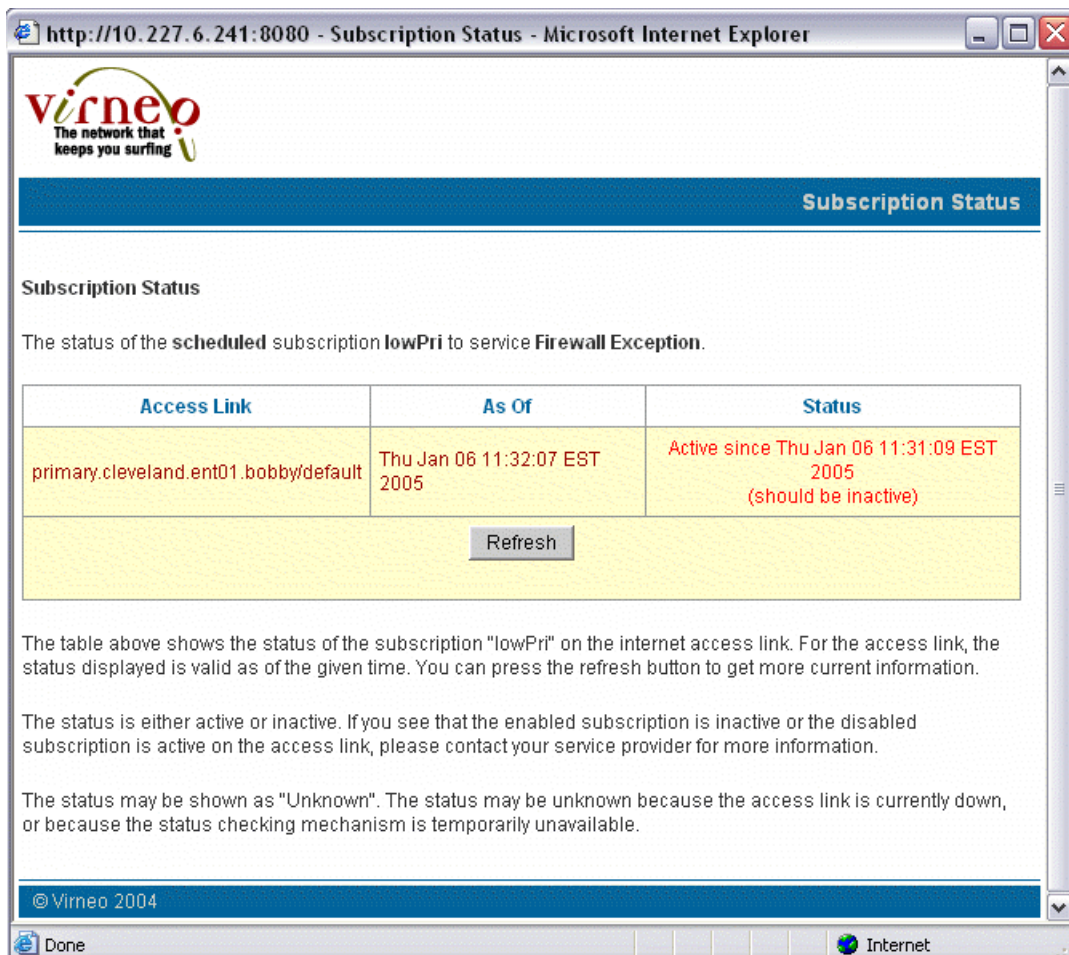 http://10.227.6.241:8080 - Subscription Status - Microsoft Internet Explorer
virneo
The network that
keeps you surfing
Subscription Status
Subscription Status
The status of the scheduled subscription lowPri to service Firewall Exception.
Access Link As Of Status
primary.cleveland.ent01.bobby/default
Thu Jan 06 11:32:07 EST
2005
Active since Thu Jan 06 11:31:09 EST
2005
(should be inactive)
Refresh
The table above shows the status of the subscription "lowPri" on the internet access link. For the access link, the
status displayed is valid as of the given time. You can press the refresh button to get more current information.
The status is either active or inactive. If you see that the enabled subscription is inactive or the disabled
subscription is active on the access link, please contact your service provider for more information.
The status may be shown as "Unknown". The status may be unknown because the access link is currently down,
or because the status checking mechanism is temporarily unavailable.
© Virneo 2004
Done
Internet